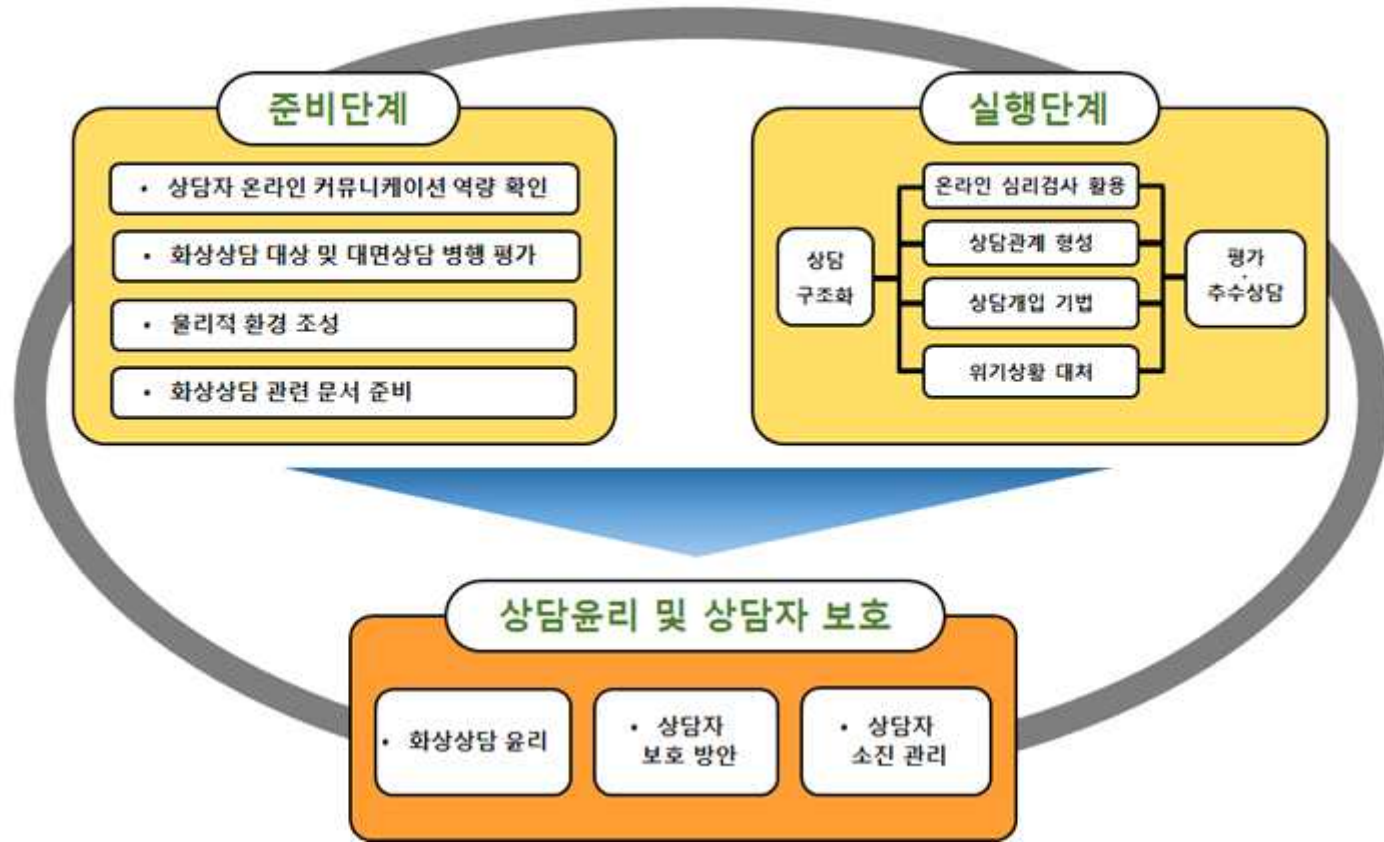 준비단계
• 상담자 온라인 커뮤니케이션 역량 확인
• 화상상담 대상 및 대면상담 병행 평가
• 물리적 환경 조성
• 화상상담 관련 문서 준비
실행단계
상담
구조화
온라인 심리검사 활용
상담관계 형성
상담개입 기법
위기상황 대처
평가
·
추수상담
상담윤리 및 상담자 보호
• 화상상담 윤리
• 상담자
보호 방안
• 상담자
소진 관리